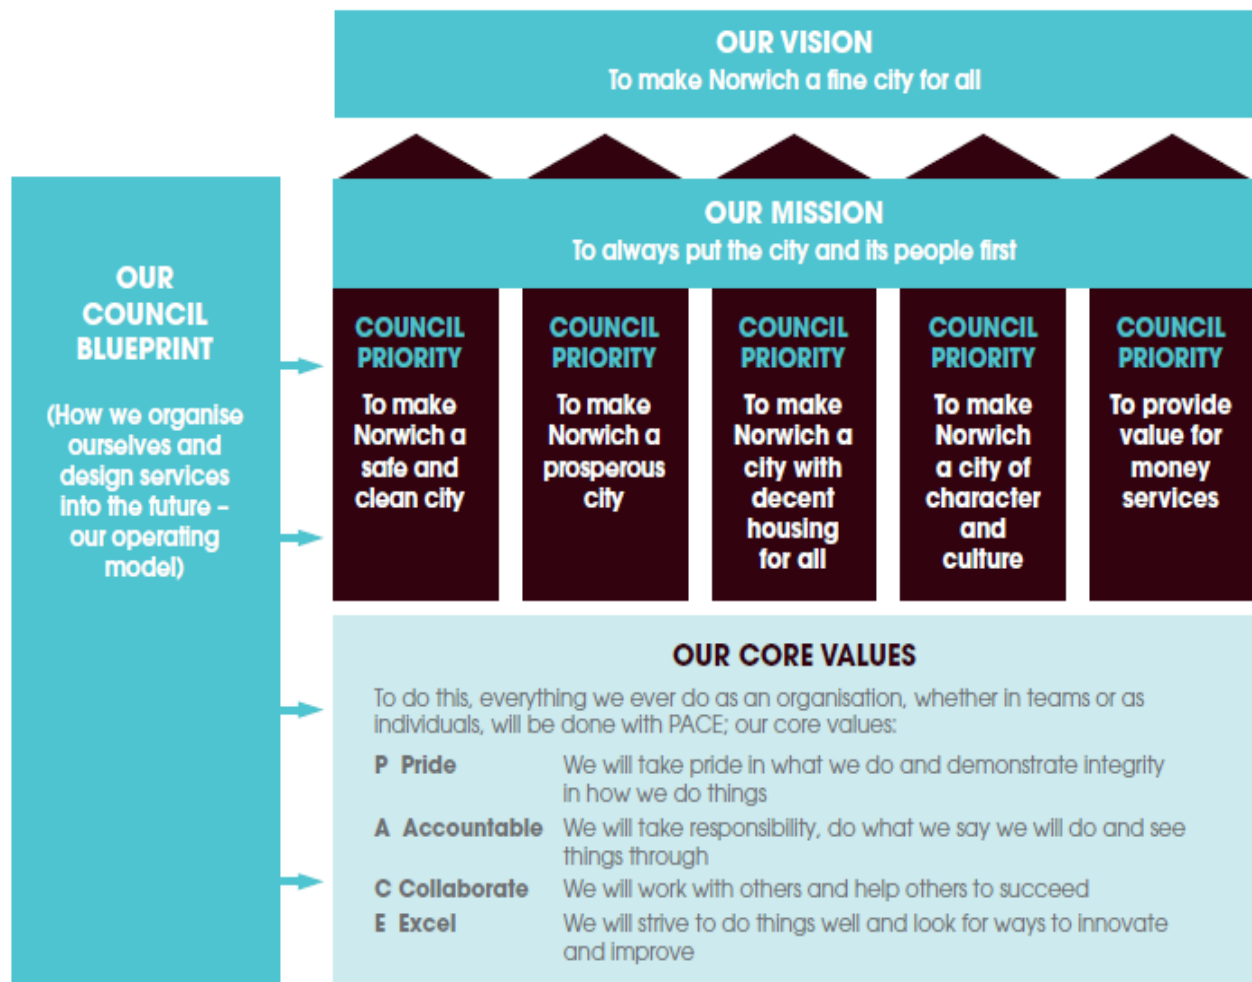 OUR VISION
To make Norwich a fine city for all
OUR MISSION
To always put the city and its people first
OUR
COUNCIL
BLUEPRINT
(How we organise
ourselves and
design services
into the future –
our operating
model)
COUNCIL
PRIORITY
To make
Norwich a
safe and
clean city
COUNCIL
PRIORITY
To make
Norwich a
prosperous
city
COUNCIL
PRIORITY
To make
Norwich a
city with
decent
housing
for all
COUNCIL
PRIORITY
To make
Norwich
a city of
character
and
culture
COUNCIL
PRIORITY
To provide
value for
money
services
OUR CORE VALUES
To do this, everything we ever do as an organisation, whether in teams or as
individuals, will be done with PACE; our core values:
P Pride We will take pride in what we do and demonstrate integrity
in how we do things
A Accountable We will take responsibility, do what we say we will do and see
things through
C Collaborate We will work with others and help others to succeed
E Excel We will strive to do things well and look for ways to innovate
and improve